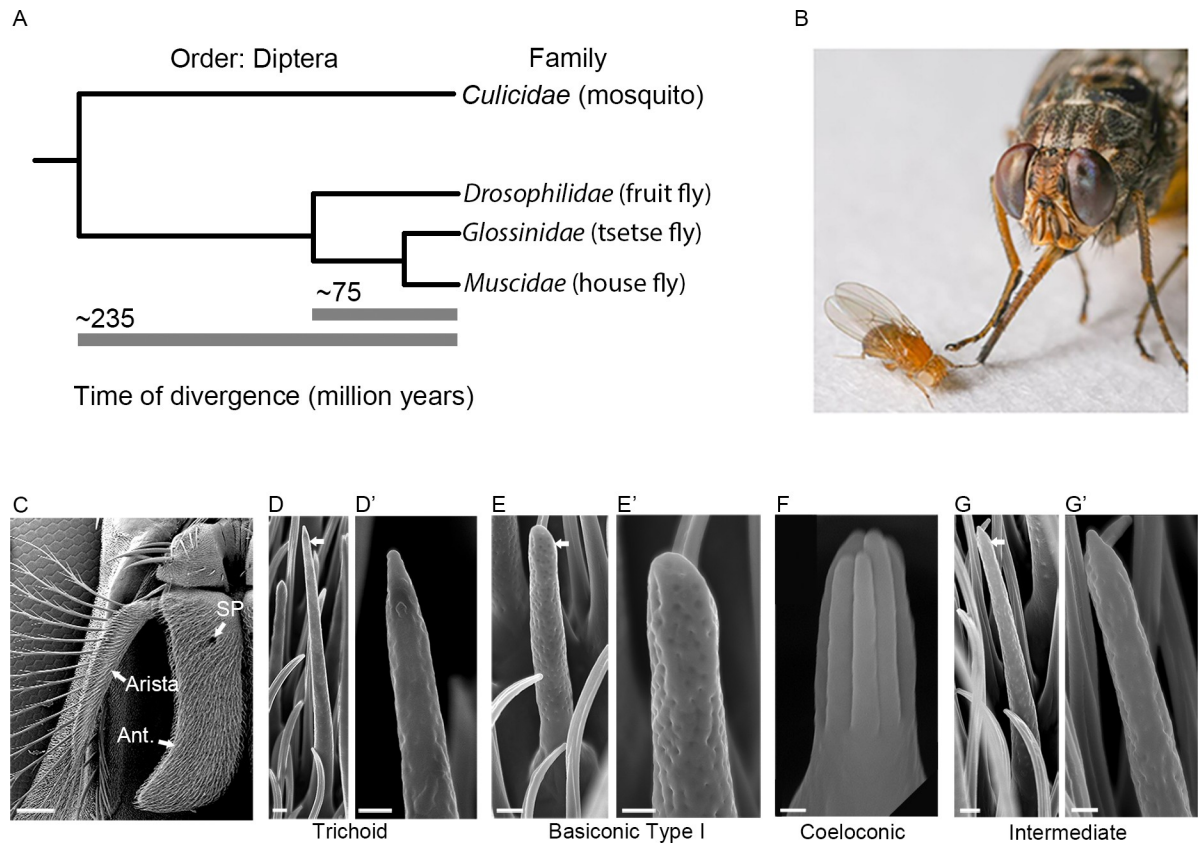 A
B
Order: Diptera
Family
Culicidae (mosquito)
Drosophilidae (fruit fly)
Glossinidae (tsetse fly)
Muscidae (house fly)
~75
~235
Time of divergence (million years)
C
D
D’
E
E’
F
G
G’
SP
Arista
Ant.
Trichoid
Basiconic Type I
Coeloconic
Intermediate